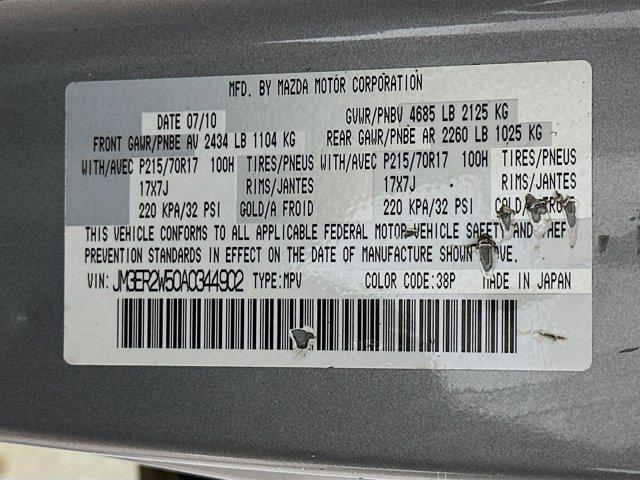 MFD. BY MAZDA MOTOR CORPORATION
DATE 07/10 GVWR/PNBV 4685 LB 2125 KG
FRONT GAWR/PNBE AV 2434 LB 1104 KG REAR GAWR/PNBE AR 2260 LB 1025 KG
WITH/AVEC P215/70R17 100H TIRES/PNEUS WITH/AVEC P215/70R17 100H TIRES/PNEUS
17X7J RIMS/JANTES 17X7J RIMS/JANTES
220 KPA/32 PSI COLD/A FROID 220 KPA/32 PSI COLD/A FROID
THIS VEHICLE CONFORMS TO ALL APPLICABLE FEDERAL MOTOR VEHICLE SAFETY AND THEFT
PREVENTION STANDARDS IN EFFECT ON THE DATE OF MANUFACTURE SHOWN ABOVE.
VIN: JM3ER2W50A0344902 TYPE:MPV COLOR CODE:38P MADE IN JAPAN